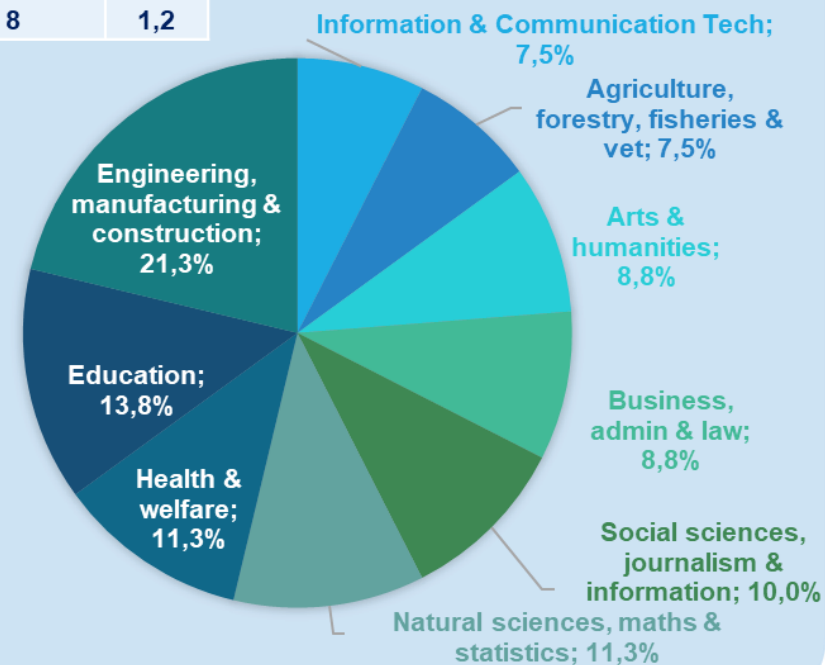 8 1,2
Information & Communication Tech;
7,5%
Agriculture,
forestry, fisheries &
vet; 7,5%
Arts &
humanities;
8,8%
Business,
admin & law;
8,8%
Social sciences,
journalism &
information; 10,0%
Natural sciences, maths &
statistics; 11,3%
Health &
welfare;
11,3%
Education;
13,8%
Engineering,
manufacturing &
construction;
21,3%